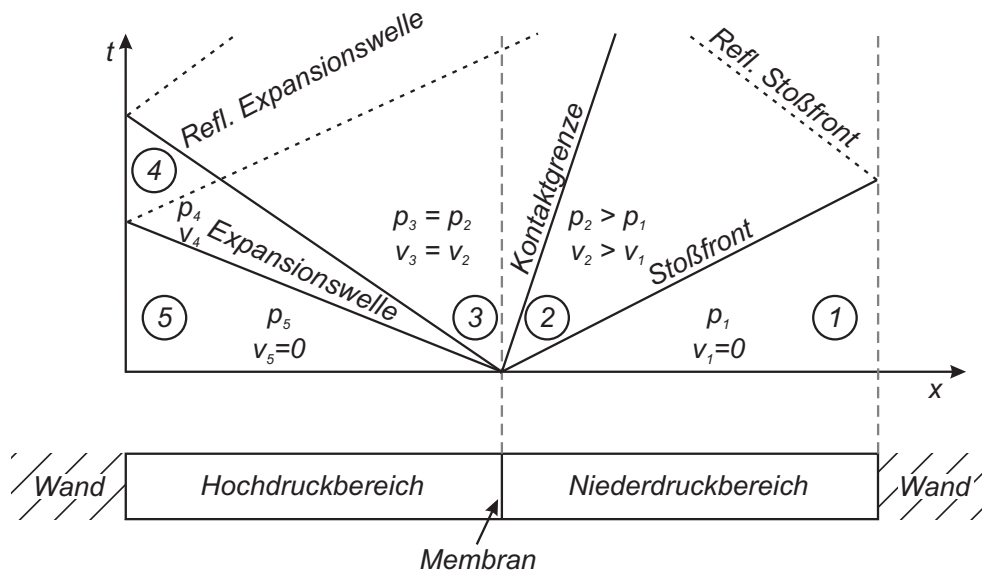 t
Refl. Expansionswelle
Refl. Stoßfront
4
p4
v4
Expansionswelle
p3 = p2
v3 = v2
Kontaktgrenze
p2 > p1
v2 > v1
Stoßfront
5
p5
v5=0
3
2
p1
v1=0
1
x
Wand
Hochdruckbereich
Niederdruckbereich
Wand
Membran